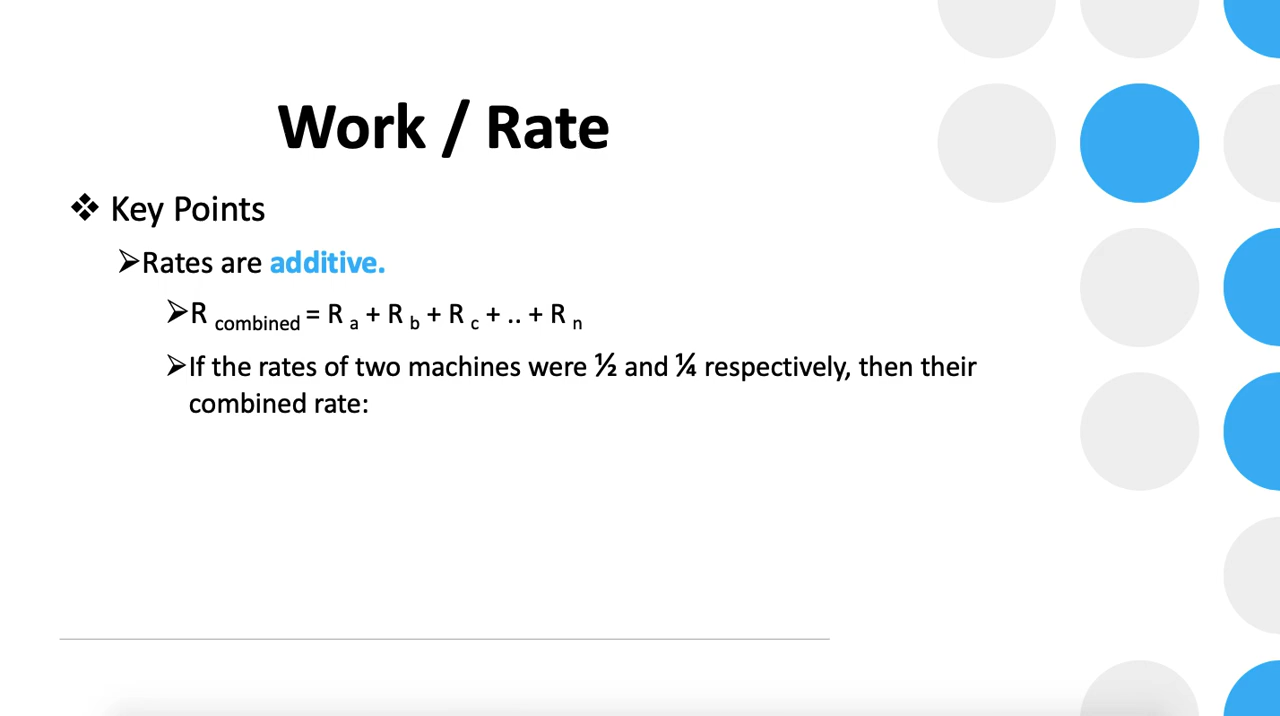 Work / Rate
❖ Key Points
➢Rates are additive.
➢R combined = R a + R b + R c + .. + R n
➢If the rates of two machines were ½ and ¼ respectively, then their
combined rate: